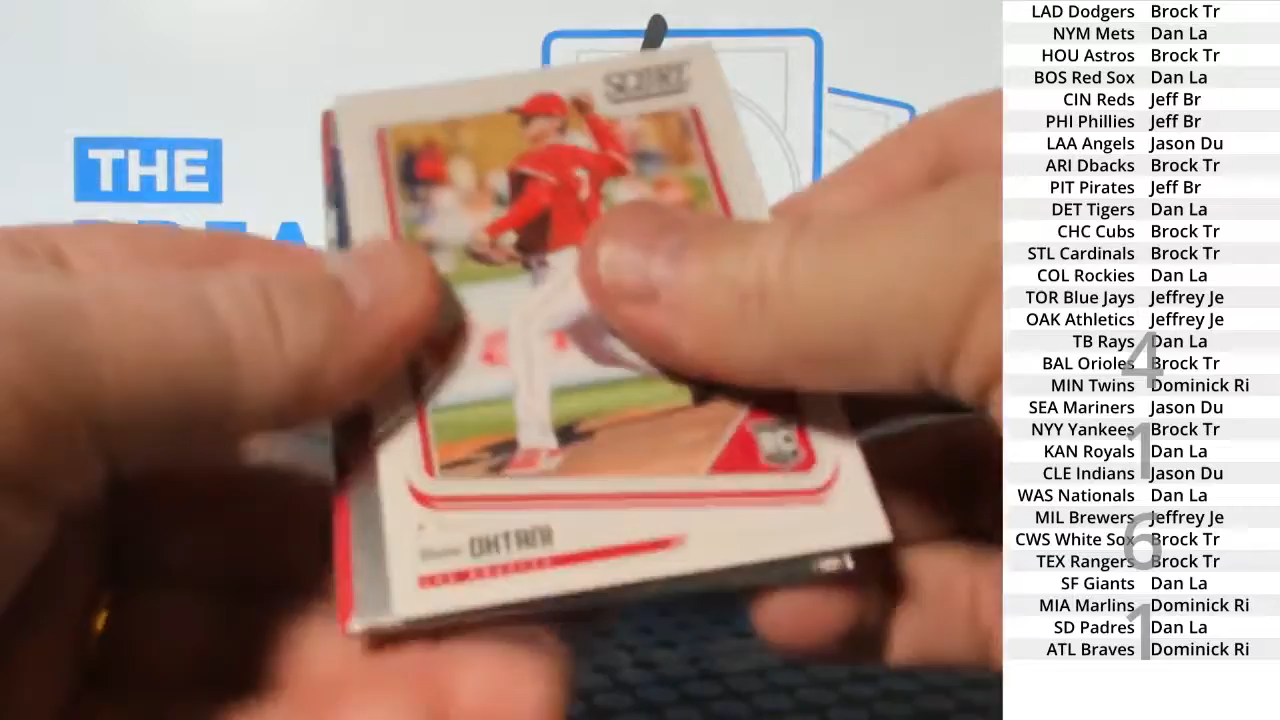 THE
SCORE
OHTANI
LOS ANGELES
LAD Dodgers Brock Tr
NYM Mets Dan La
HOU Astros Brock Tr
BOS Red Sox Dan La
CIN Reds Jeff Br
PHI Phillies Jeff Br
LAA Angels Jason Du
ARI Dbacks Brock Tr
PIT Pirates Jeff Br
DET Tigers Dan La
CHC Cubs Brock Tr
STL Cardinals Brock Tr
COL Rockies Dan La
TOR Blue Jays Jeffrey Je
OAK Athletics Jeffrey Je
TB Rays Dan La
4
BAL Orioles Brock Tr
MIN Twins Dominick Ri
SEA Mariners Jason Du
NYY Yankees Brock Tr
1
KAN Royals Dan La
CLE Indians Jason Du
WAS Nationals Dan La
MIL Brewers Jeffrey Je
CWS White Sox Brock Tr
6
TEX Rangers Brock Tr
SF Giants Dan La
MIA Marlins Dominick Ri
SD Padres Dan La
1
ATL Braves Dominick Ri